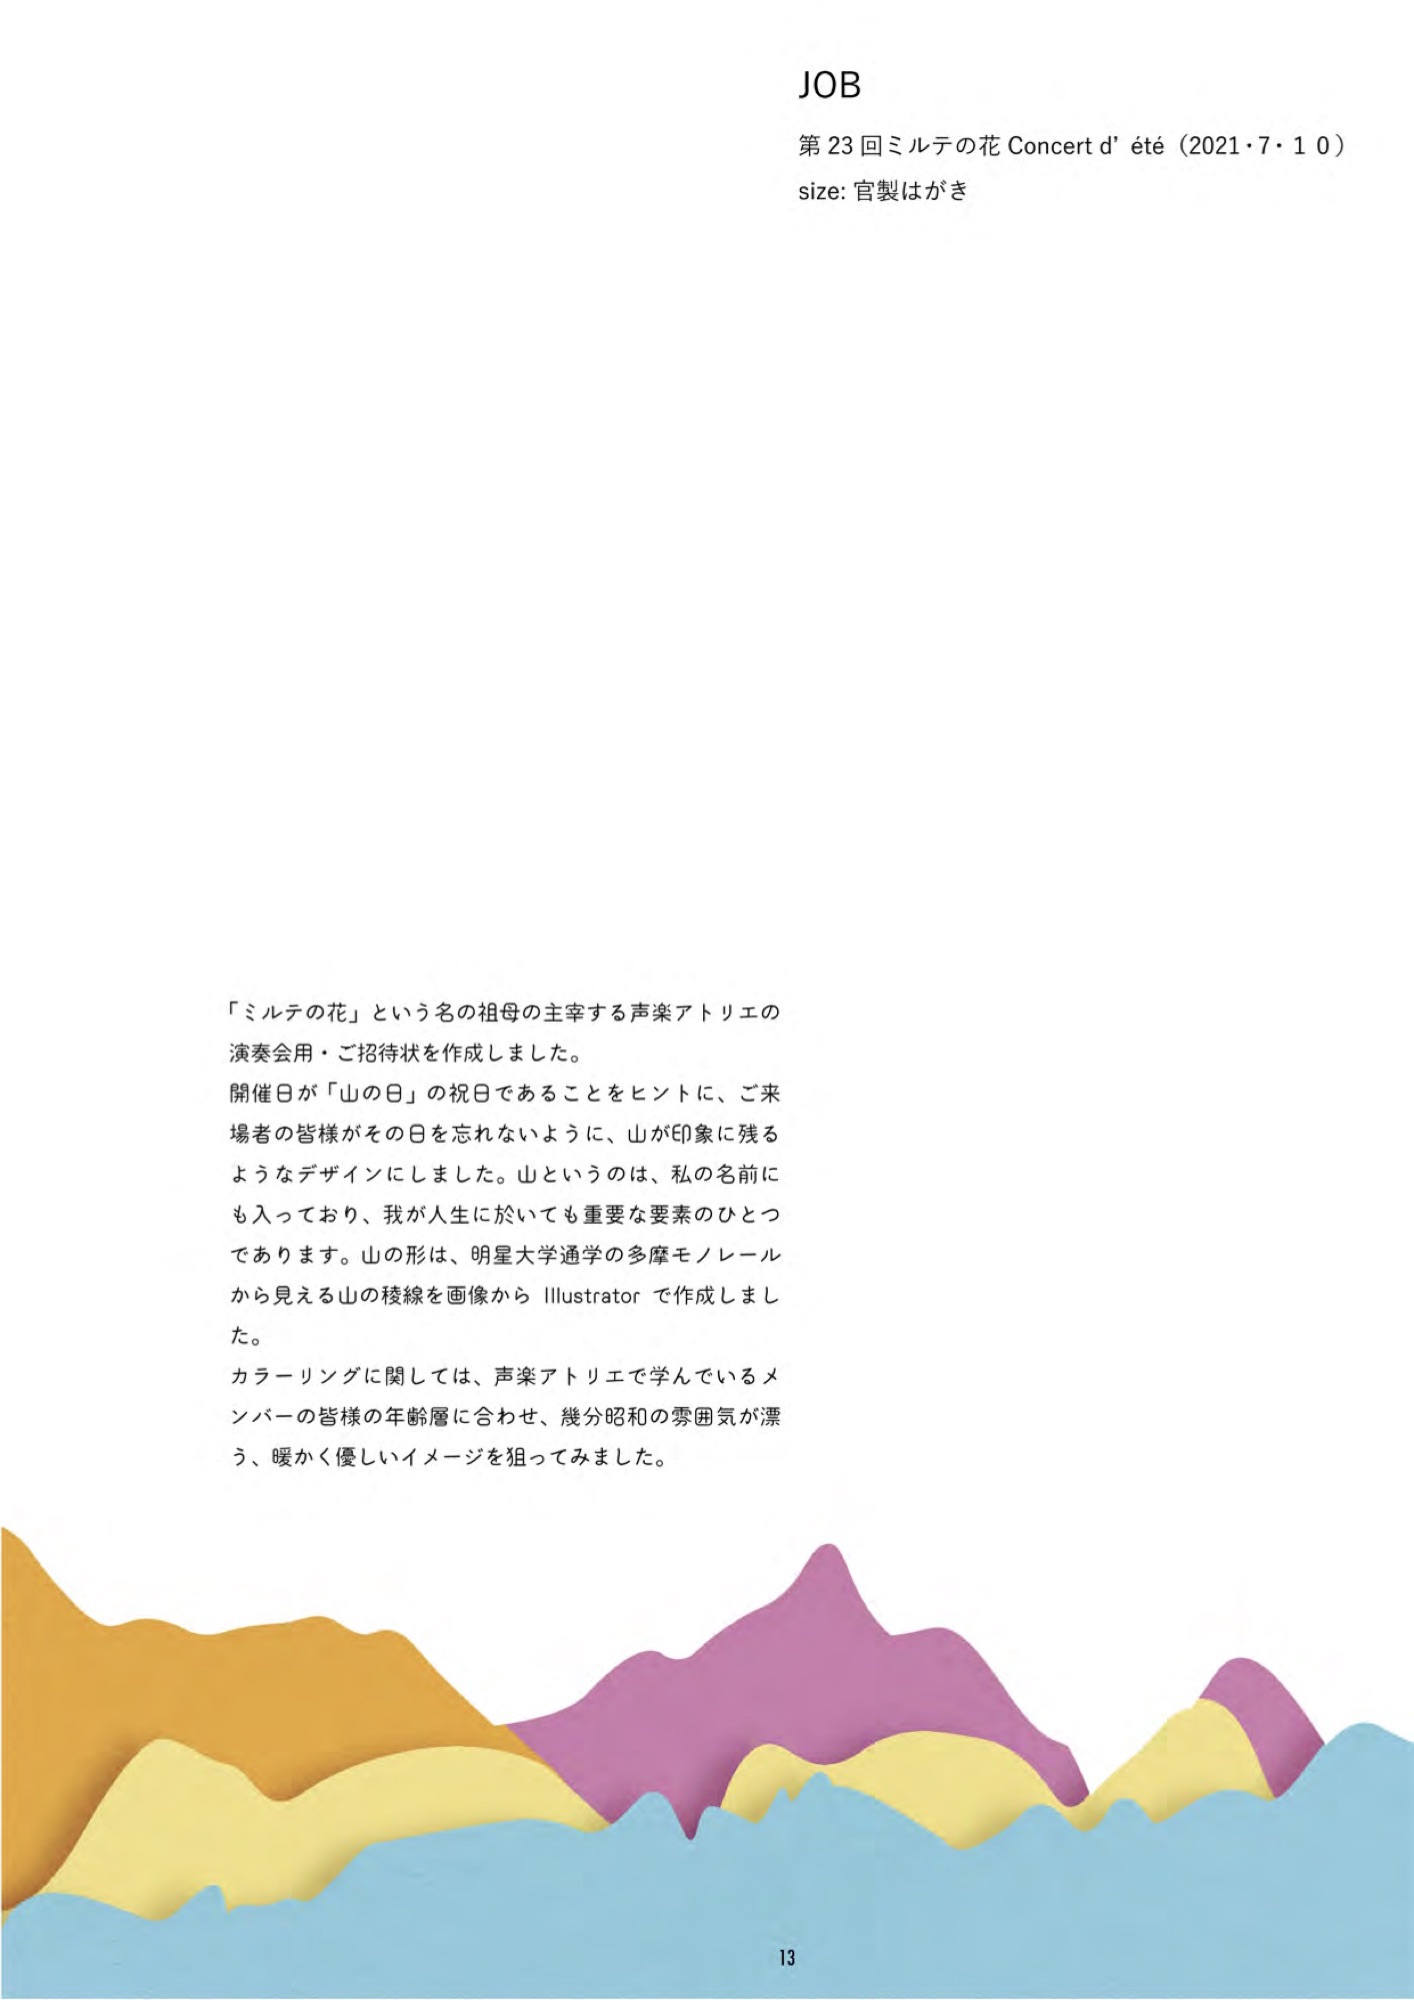 JOB
第 23 回ミルテの花 Concert d’ été（2021・7・１０）
size: 官製はがき
「ミルテの花」という名の祖母の主宰する声楽アトリエの
演奏会用・ご招待状を作成しました。
開催日が「山の日」の祝日であることをヒントに、ご来
場者の皆様がその日を忘れないように、山が印象に残る
ようなデザインにしました。山というのは、私の名前に
も入っており、我が人生に於いても重要な要素のひとつ
であります。山の形は、明星大学通学の多摩モノレール
から見える山の稜線を画像から Illustrator で作成しまし
た。
カラーリングに関しては、声楽アトリエで学んでいるメ
ンバーの皆様の年齢層に合わせ、幾分昭和の雰囲気が漂
う、暖かく優しいイメージを狙ってみました。
13